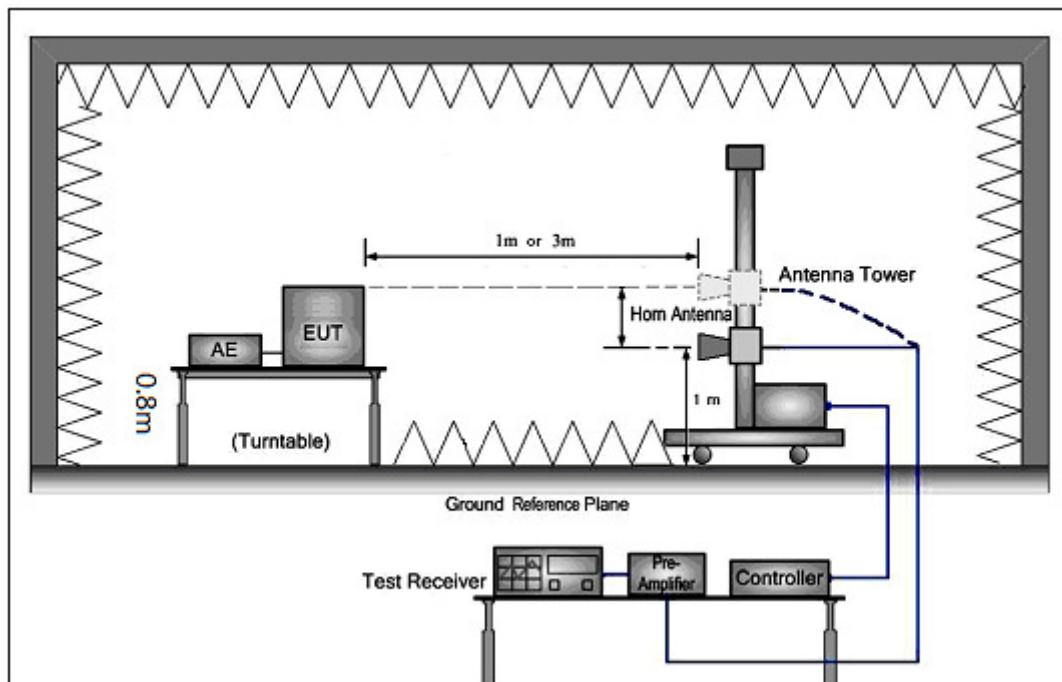 1m or 3m
Antenna Tower
Horn Antenna
EUT
AE
0.8m
1 m
(Turntable)
Ground Reference Plane
Test Receiver
Pre-
Amplifier
Controller